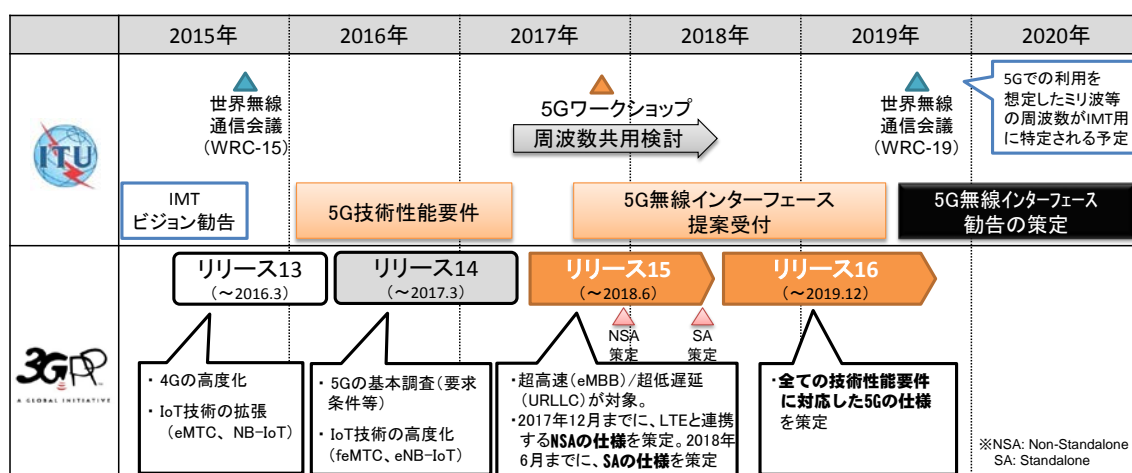 2015年 2016年 2017年 2018年 2019年 2020年
世界無線
通信会議
(WRC-15)
5Gワークショップ
周波数共用検討
世界無線
通信会議
(WRC-19)
5Gでの利用を
想定したミリ波等
の周波数がIMT用
に特定される予定
ITU
IMT
ビジョン勧告
5G技術性能要件
5G無線インターフェース
提案受付
5G無線インターフェース
勧告の策定
リリース13
(～2016.3)
リリース14
(～2017.3)
リリース15
(～2018.6)
リリース16
(～2019.12)
NSA
策定
SA
策定
3GPP
A GLOBAL INITIATIVE
・4Gの高度化
・IoT技術の拡張
(eMTC、NB-IoT)
・5Gの基本調査(要求
条件等)
・IoT技術の高度化
(feMTC、eNB-IoT)
・超高速(eMBB)/超低遅延
(URLLC)が対象。
・2017年12月までに、LTEと連携
するNSAの仕様を策定。2018年
6月までに、SAの仕様を策定
・全ての技術性能要件
に対応した5Gの仕様
を策定
※NSA: Non-Standalone
SA: Standalone